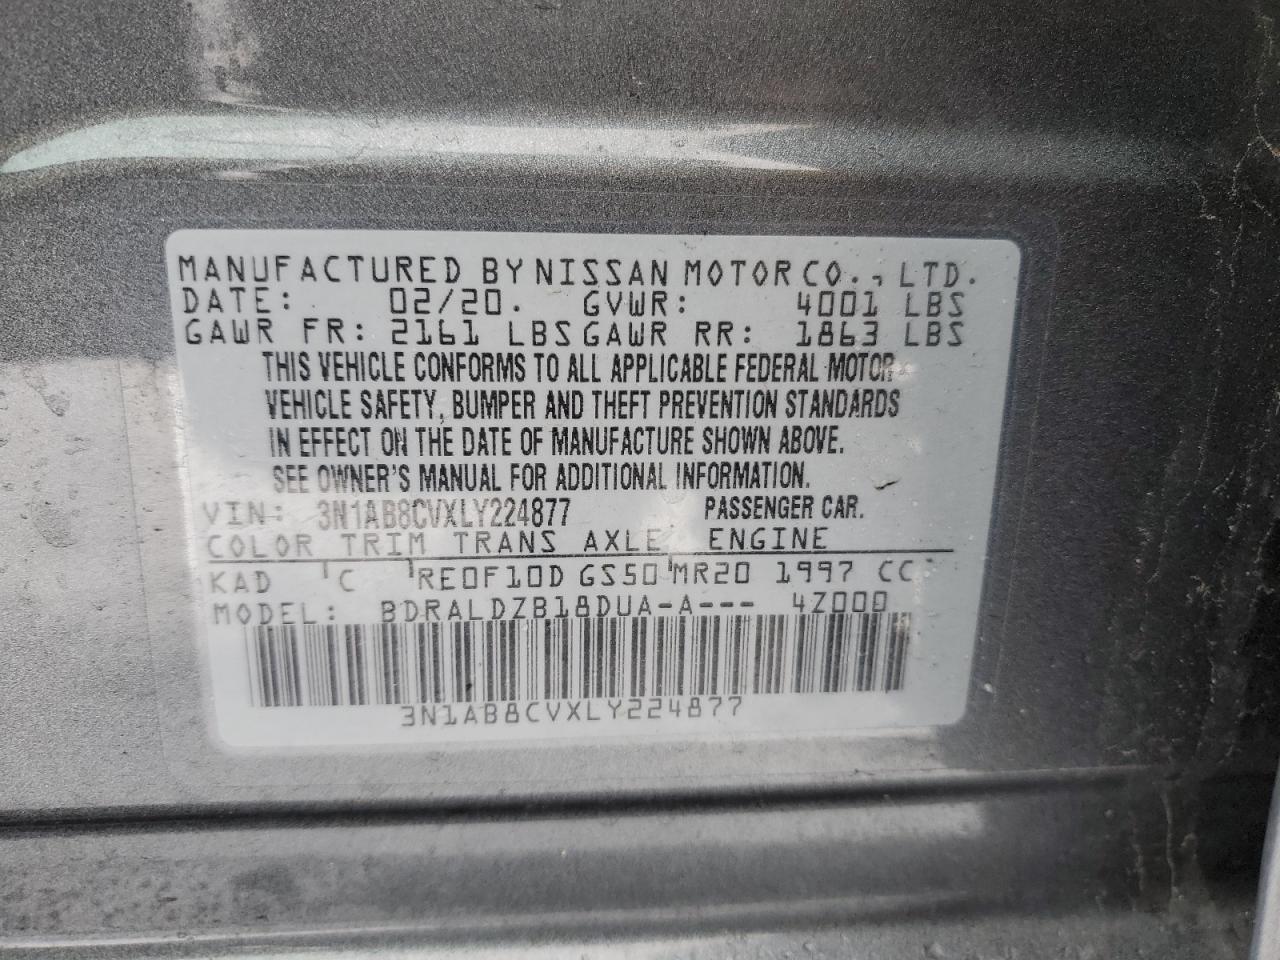 MANUFACTURED BY NISSAN MOTOR CO., LTD.
DATE: 02/20. GVWR: 4001 LBS
GAWR FR: 2161 LBS GAWR RR: 1863 LBS
THIS VEHICLE CONFORMS TO ALL APPLICABLE FEDERAL MOTOR
VEHICLE SAFETY, BUMPER AND THEFT PREVENTION STANDARDS
IN EFFECT ON THE DATE OF MANUFACTURE SHOWN ABOVE.
SEE OWNER'S MANUAL FOR ADDITIONAL INFORMATION.
VIN: 3N1AB8CVXLY224877 PASSENGER CAR.
COLOR TRIM TRANS AXLE ENGINE
KAD C RE0F10D GS50 MR20 1997 CC
MODEL: BDRALDZB18DUA-A--- 4Z000
3N1AB8CVXLY224877